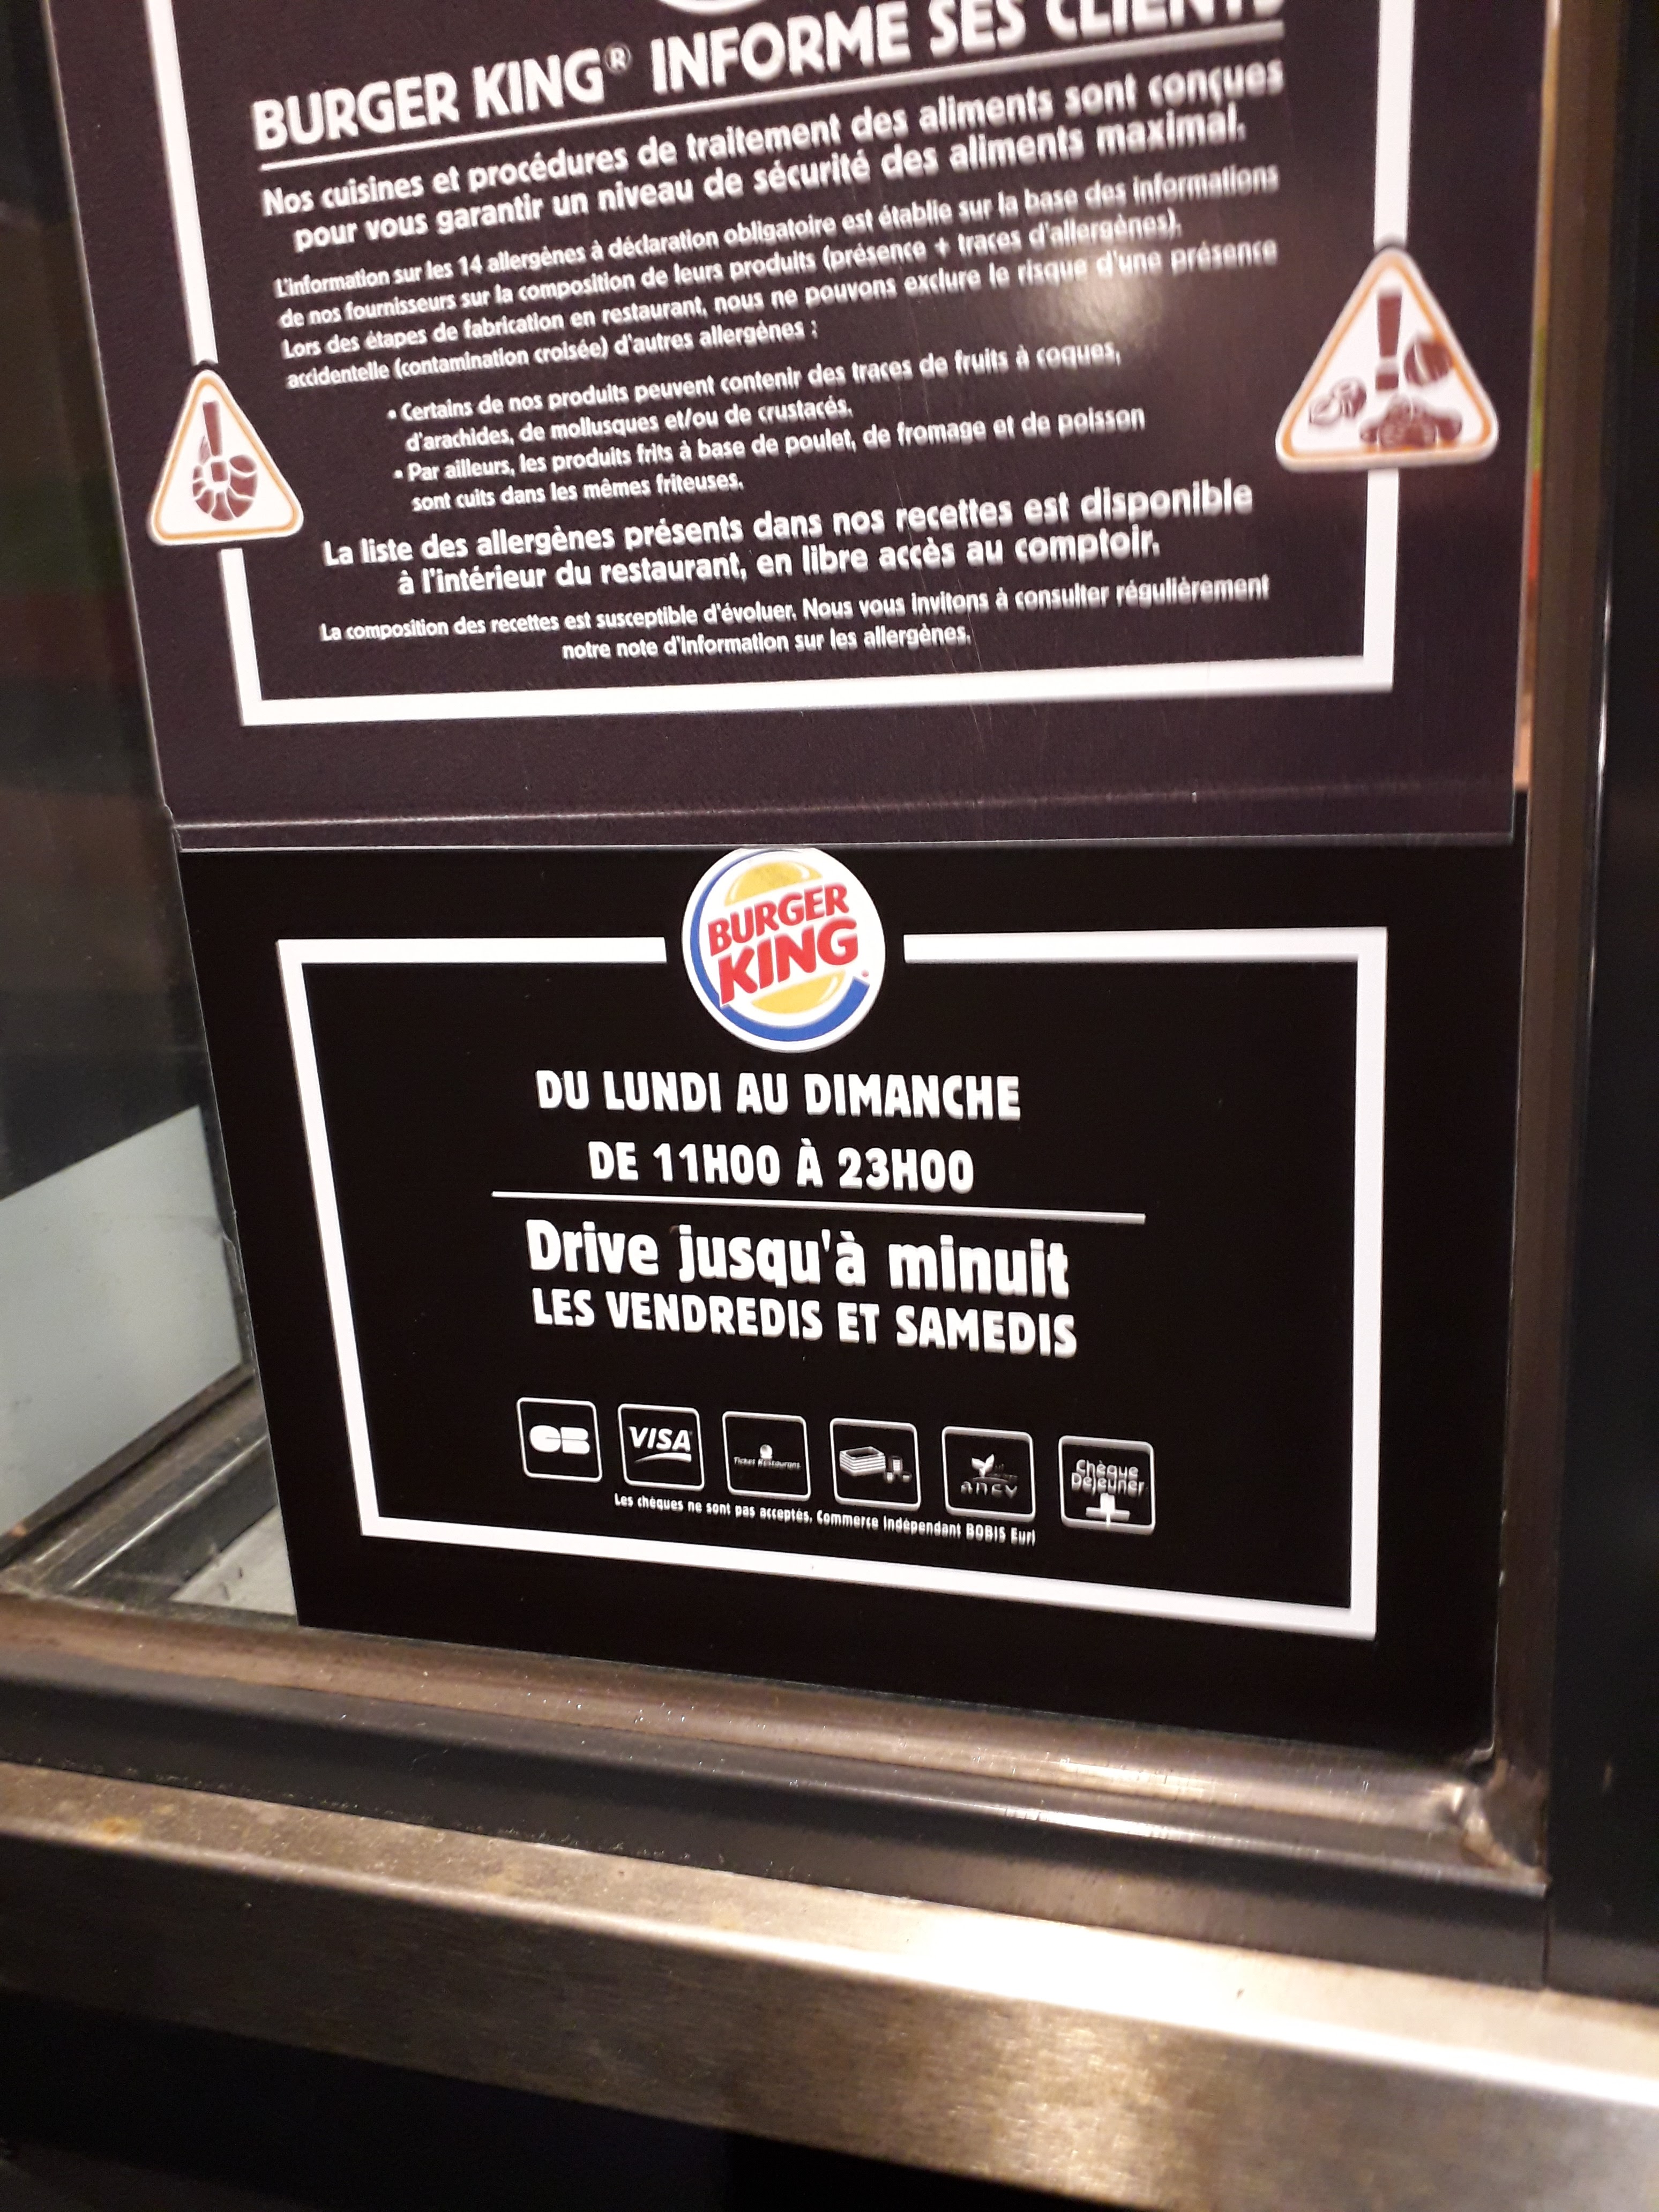 BURGER KING® INFORME SES CLIENTS
Nos cuisines et procédures de traitement des aliments sont conçues
pour vous garantir un niveau de sécurité des aliments maximal.
L'information sur les 14 allergènes à déclaration obligatoire est établie sur la base des informations
de nos fournisseurs sur la composition de leurs produits (présence + traces d'allergènes).
Lors des étapes de fabrication en restaurant, nous ne pouvons exclure le risque d'une présence
accidentelle (contamination croisée) d'autres allergènes :
• Certains de nos produits peuvent contenir des traces de fruits à coques,
d'arachides, de mollusques et/ou de crustacés.
• Par ailleurs, les produits frits à base de poulet, de fromage et de poisson
sont cuits dans les mêmes friteuses.
La liste des allergènes présents dans nos recettes est disponible
à l'intérieur du restaurant, en libre accès au comptoir.
La composition des recettes est susceptible d'évoluer. Nous vous invitons à consulter régulièrement
notre note d'information sur les allergènes.
BURGER
KING
DU LUNDI AU DIMANCHE
DE 11H00 À 23H00
Drive jusqu'à minuit
LES VENDREDIS ET SAMEDIS
CB VISA Ticket Restaurant ANCV Chèque
Déjeuner
Les chèques ne sont pas acceptés. Commerce Indépendant BOBIS Eurl